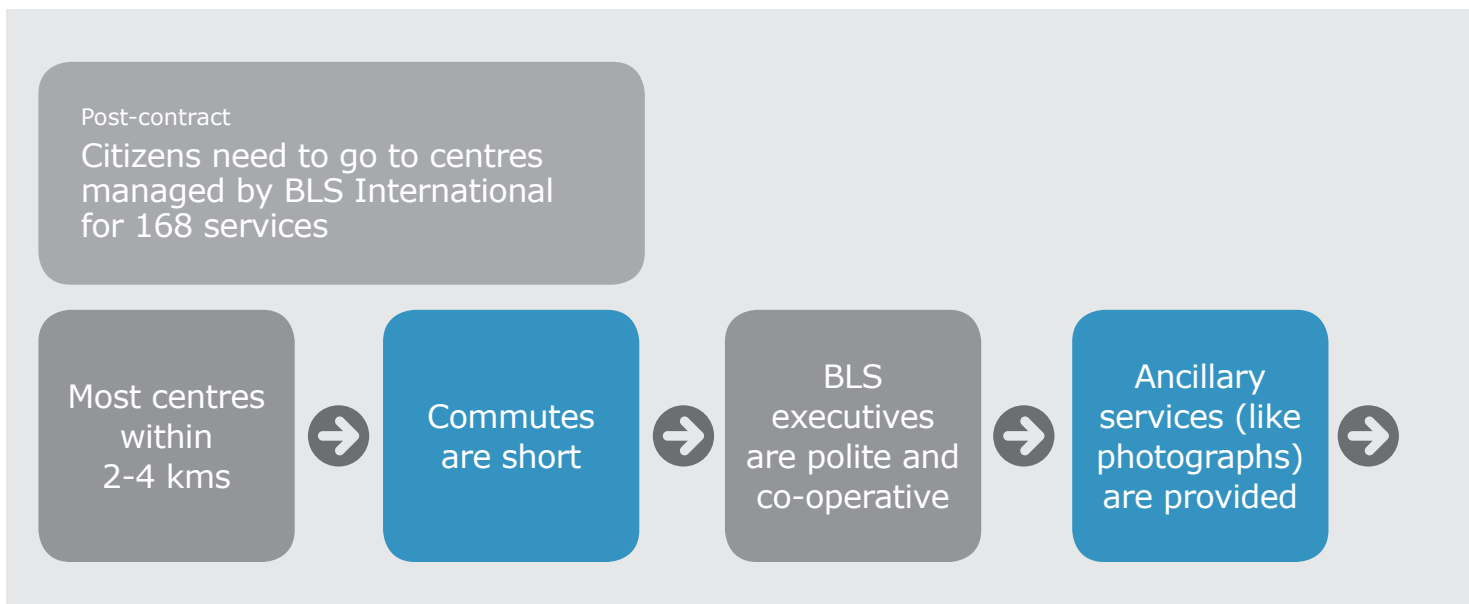 Post-contract
Citizens need to go to centres
managed by BLS International
for 168 services
Most centres
within
2-4 kms
Commutes
are short
BLS
executives
are polite and
co-operative
Ancillary
services (like
photographs)
are provided